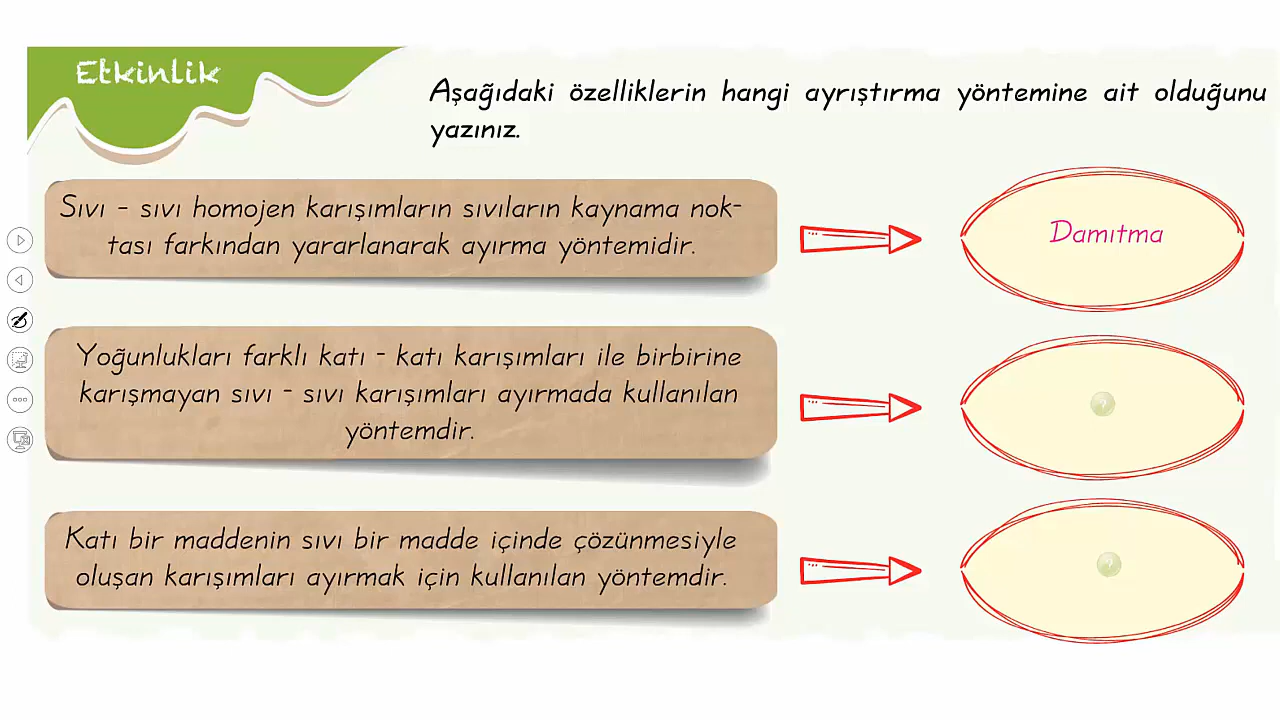 Etkinlik
Aşağıdaki özelliklerin hangi ayrıştırma yöntemine ait olduğunu
yazınız.
Sıvı - sıvı homojen karışımların sıvıların kaynama nok-
tası farkından yararlanarak ayırma yöntemidir.
Damıtma
Yoğunlukları farklı katı - katı karışımları ile birbirine
karışmayan sıvı - sıvı karışımları ayırmada kullanılan
yöntemdir.
?
Katı bir maddenin sıvı bir madde içinde çözünmesiyle
oluşan karışımları ayırmak için kullanılan yöntemdir.
?